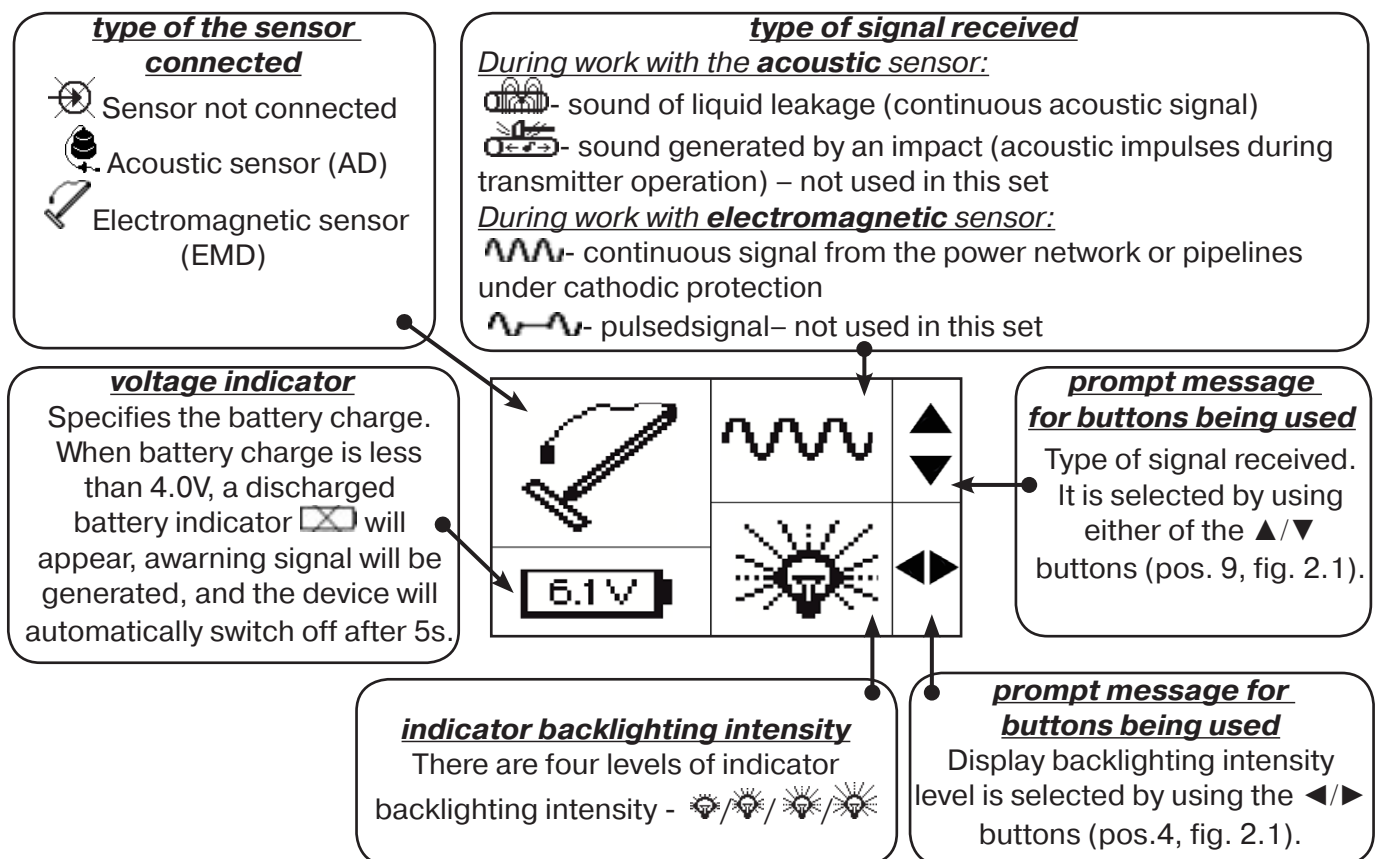 type of the sensor
connected
Sensor not connected
Acoustic sensor (AD)
Electromagnetic sensor
(EMD)
type of signal received
During work with the acoustic sensor:
- sound of liquid leakage (continuous acoustic signal)
- sound generated by an impact (acoustic impulses during
transmitter operation) – not used in this set
During work with electromagnetic sensor:
- continuous signal from the power network or pipelines
under cathodic protection
- pulsedsignal– not used in this set
voltage indicator
Specifies the battery charge.
When battery charge is less
than 4.0V, a discharged
battery indicator will
appear, awarning signal will be
generated, and the device will
automatically switch off after 5s.
6.1 V
prompt message
for buttons being used
Type of signal received.
It is selected by using
either of the ▲/▼
buttons (pos. 9, fig. 2.1).
indicator backlighting intensity
There are four levels of indicator
backlighting intensity - / / /
prompt message for
buttons being used
Display backlighting intensity
level is selected by using the ◄/►
buttons (pos.4, fig. 2.1).